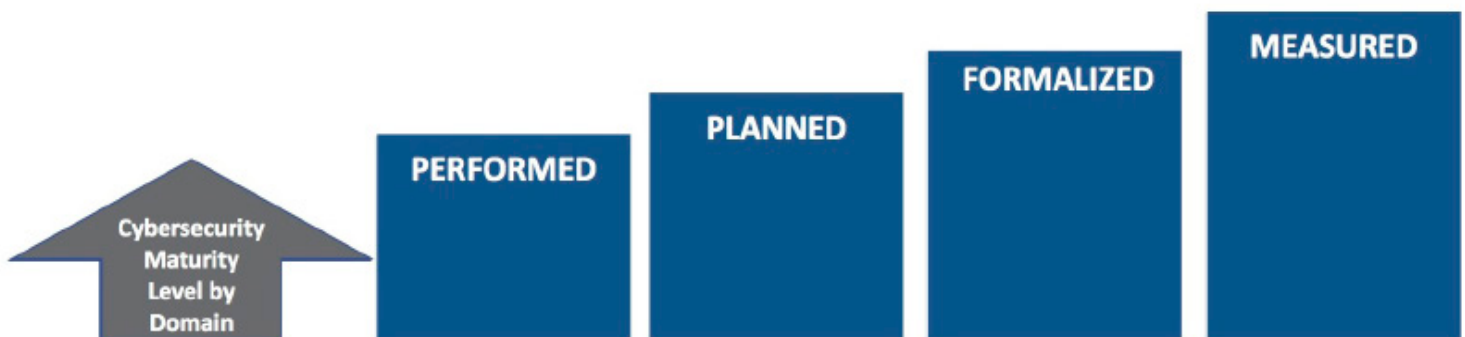 Cybersecurity
Maturity
Level by
Domain
PERFORMED
PLANNED
FORMALIZED
MEASURED